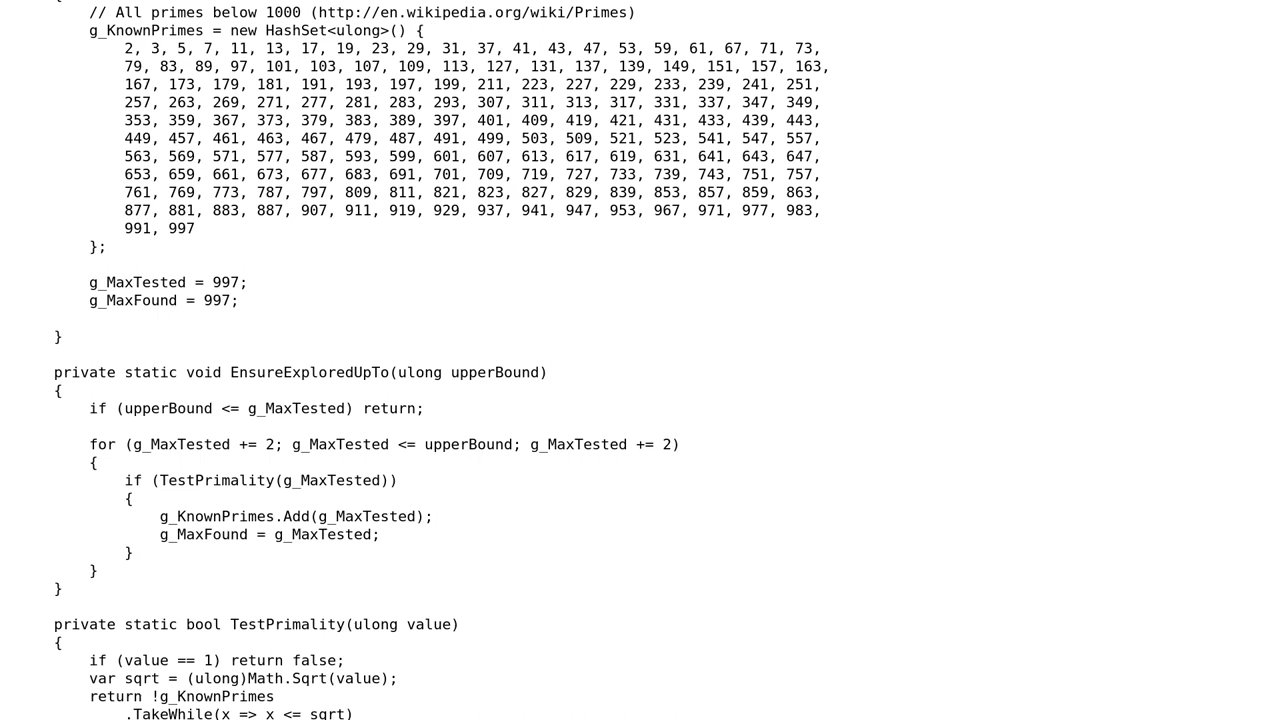 {
// All primes below 1000 (http://en.wikipedia.org/wiki/Primes)
g_KnownPrimes = new HashSet<ulong>() {
2, 3, 5, 7, 11, 13, 17, 19, 23, 29, 31, 37, 41, 43, 47, 53, 59, 61, 67, 71, 73,
79, 83, 89, 97, 101, 103, 107, 109, 113, 127, 131, 137, 139, 149, 151, 157, 163,
167, 173, 179, 181, 191, 193, 197, 199, 211, 223, 227, 229, 233, 239, 241, 251,
257, 263, 269, 271, 277, 281, 283, 293, 307, 311, 313, 317, 331, 337, 347, 349,
353, 359, 367, 373, 379, 383, 389, 397, 401, 409, 419, 421, 431, 433, 439, 443,
449, 457, 461, 463, 467, 479, 487, 491, 499, 503, 509, 521, 523, 541, 547, 557,
563, 569, 571, 577, 587, 593, 599, 601, 607, 613, 617, 619, 631, 641, 643, 647,
653, 659, 661, 673, 677, 683, 691, 701, 709, 719, 727, 733, 739, 743, 751, 757,
761, 769, 773, 787, 797, 809, 811, 821, 823, 827, 829, 839, 853, 857, 859, 863,
877, 881, 883, 887, 907, 911, 919, 929, 937, 941, 947, 953, 967, 971, 977, 983,
991, 997
};
g_MaxTested = 997;
g_MaxFound = 997;
}
private static void EnsureExploredUpTo(ulong upperBound)
{
if (upperBound <= g_MaxTested) return;
for (g_MaxTested += 2; g_MaxTested <= upperBound; g_MaxTested += 2)
{
if (TestPrimality(g_MaxTested))
{
g_KnownPrimes.Add(g_MaxTested);
g_MaxFound = g_MaxTested;
}
}
}
private static bool TestPrimality(ulong value)
{
if (value == 1) return false;
var sqrt = (ulong)Math.Sqrt(value);
return !g_KnownPrimes
.TakeWhile(x => x <= sqrt)